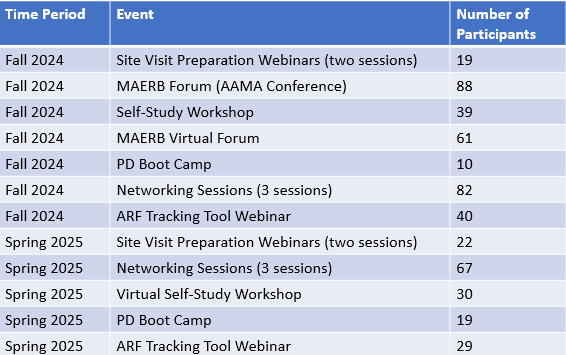 Time Period Event Number of
Participants
Fall 2024 Site Visit Preparation Webinars (two sessions) 19
Fall 2024 MAERB Forum (AAMA Conference) 88
Fall 2024 Self-Study Workshop 39
Fall 2024 MAERB Virtual Forum 61
Fall 2024 PD Boot Camp 10
Fall 2024 Networking Sessions (3 sessions) 82
Fall 2024 ARF Tracking Tool Webinar 40
Spring 2025 Site Visit Preparation Webinars (two sessions) 22
Spring 2025 Networking Sessions (3 sessions) 67
Spring 2025 Virtual Self-Study Workshop 30
Spring 2025 PD Boot Camp 19
Spring 2025 ARF Tracking Tool Webinar 29